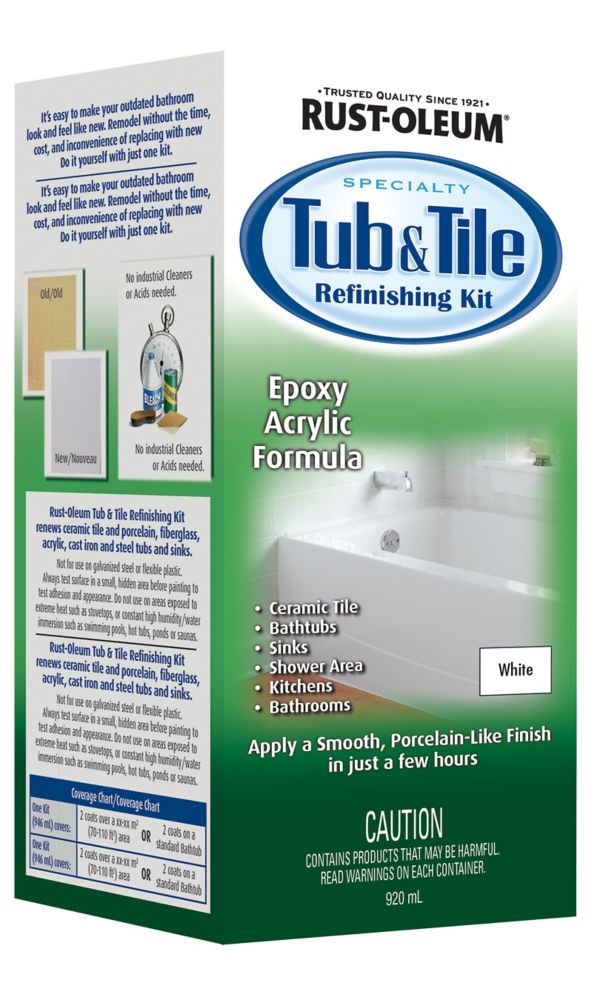 It's easy to make your outdated bathroom
look and feel like new. Remodel without the time,
cost, and inconvenience of replacing with new
Do it yourself with just one kit.
It's easy to make your outdated bathroom
look and feel like new. Remodel without the time,
cost, and inconvenience of replacing with new
Do it yourself with just one kit.
Old/Old
New/Nouveau
No industrial Cleaners
or Acids needed.
BLEACH
No industrial Cleaners
or Acids needed.
Rust-Oleum Tub & Tile Refinishing Kit
renews ceramic tile and porcelain, fiberglass,
acrylic, cast iron and steel tubs and sinks.
Not for use on galvanized steel or flexible plastic.
Always test surface in a small, hidden area before painting to
test adhesion and appearance. Do not use on areas exposed to
extreme heat such as stovetops, or constant high humidity/water
immersion such as swimming pools, hot tubs, ponds or saunas.
Rust-Oleum Tub & Tile Refinishing Kit
renews ceramic tile and porcelain, fiberglass,
acrylic, cast iron and steel tubs and sinks.
Not for use on galvanized steel or flexible plastic.
Always test surface in a small, hidden area before painting to
test adhesion and appearance. Do not use on areas exposed to
extreme heat such as stovetops, or constant high humidity/water
immersion such as swimming pools, hot tubs, ponds or saunas.
Coverage Chart/Coverage Chart
One Kit
(946 mL) covers:
2 coats over a xx-xx m²
(70-110 ft²) area
OR
2 coats on a
standard Bathtub
One Kit
(946 mL) covers:
2 coats over a xx-xx m²
(70-110 ft²) area
OR
2 coats on a
standard Bathtub
• TRUSTED QUALITY SINCE 1921 •
RUST-OLEUM®
SPECIALTY
Tub & Tile
Refinishing Kit
Epoxy
Acrylic
Formula
• Ceramic Tile
• Bathtubs
• Sinks
• Shower Area
• Kitchens
• Bathrooms
White
Apply a Smooth, Porcelain-Like Finish
in just a few hours
CAUTION
CONTAINS PRODUCTS THAT MAY BE HARMFUL.
READ WARNINGS ON EACH CONTAINER.
920 mL